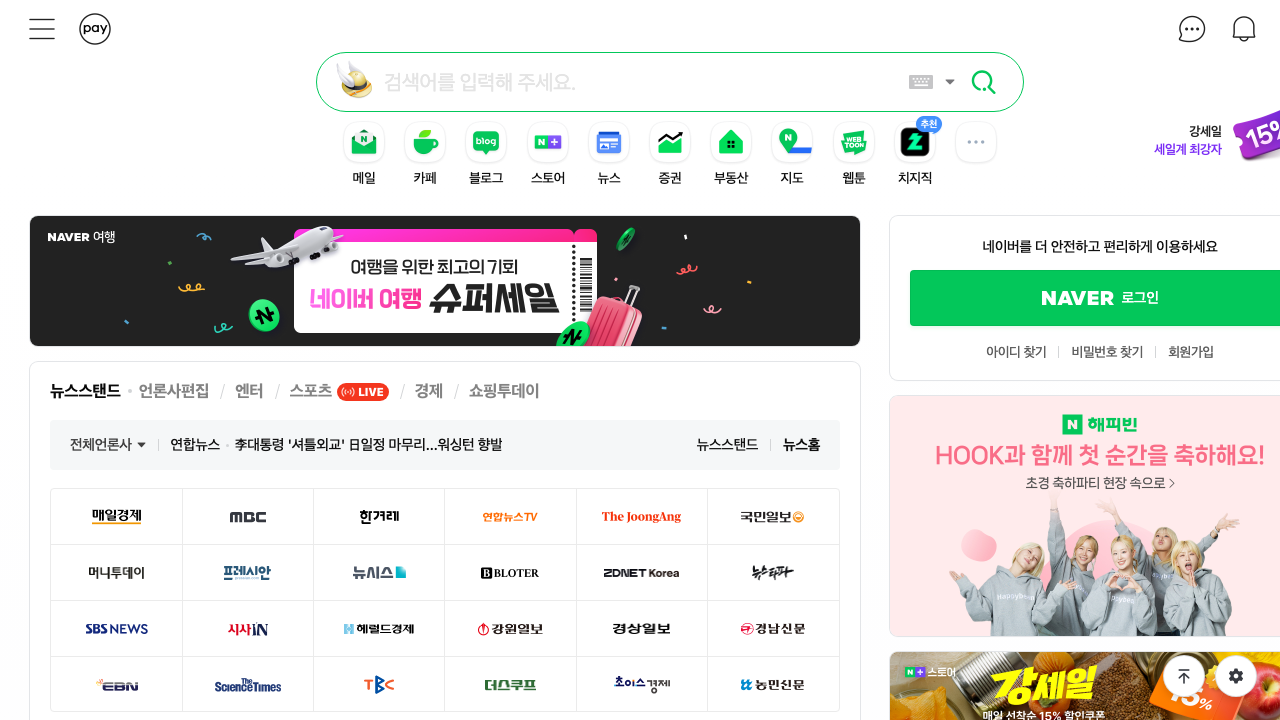 pay
검색어를 입력해 주세요.
추천
메일 카페 블로그 스토어 뉴스 증권 부동산 지도 웹툰 치지직
blog
WEB
TOON
강세일
세일계 최강자
15%
NAVER 여행
여행을 위한 최고의 기회
네이버 여행 슈퍼세일
네이버를 더 안전하고 편리하게 이용하세요
NAVER 로그인
아이디 찾기
비밀번호 찾기
회원가입
뉴스스탠드
언론사편집
엔터
스포츠
LIVE
경제
쇼핑투데이
전체언론사
연합뉴스
李대통령 '셔틀외교' 日일정 마무리…워싱턴 향발
뉴스스탠드
뉴스홈
매일경제
MBC
한겨레
연합뉴스TV
The JoongAng
국민일보
머니투데이
프레시안
뉴시스
BLOTER
ZDNET Korea
뉴스타파
SBS NEWS
시사IN
헤럴드경제
강원일보
경상일보
경남신문
EBN
The ScienceTimes
TBC
더스쿠프
초이스경제
농민신문
해피빈
HOOK과 함께 첫 순간을 축하해요!
초경 축하파티 현장 속으로
스토어
강세일
매일 선착순 15% 할인쿠폰
15%